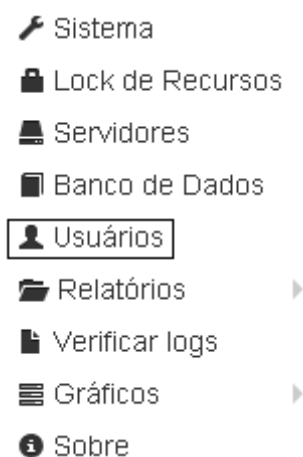 Sistema
Lock de Recursos
Servidores
Banco de Dados
Usuários
Relatórios
Verificar logs
Gráficos
Sobre